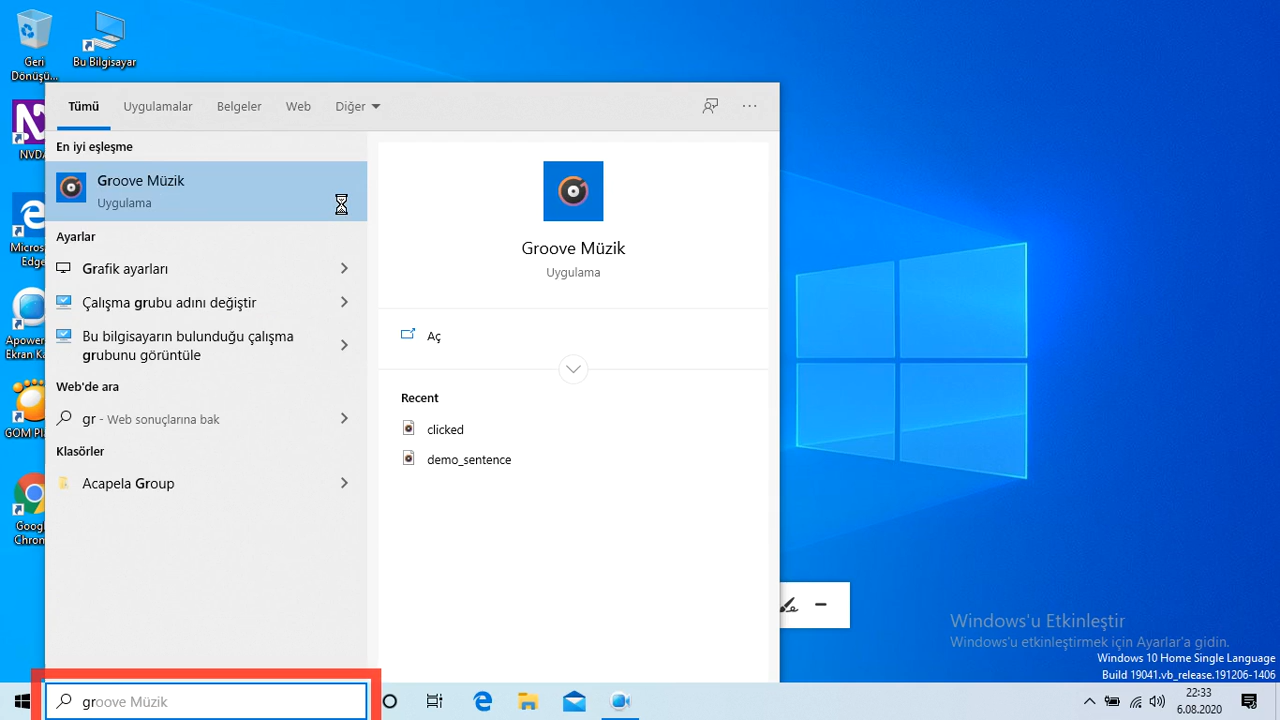 Geri
Dönüşü...
Bu Bilgisayar
NVDA
Micros
Edge
Apower
Ekran Ka
GOM Pl
Googl
Chrom
Tümü
Uygulamalar
Belgeler
Web
Diğer
En iyi eşleşme
Groove Müzik
Uygulama
Ayarlar
Grafik ayarları
Çalışma grubu adını değiştir
Bu bilgisayarın bulunduğu çalışma
grubunu görüntüle
Web'de ara
gr - Web sonuçlarına bak
Klasörler
Acapela Group
Groove Müzik
Uygulama
Aç
Recent
clicked
demo_sentence
Windows'u Etkinleştir
Windows'u etkinleştirmek için Ayarlar'a gidin.
Windows 10 Home Single Language
Build 19041.vb_release.191206-1406
groove Müzik
22:33
6.08.2020